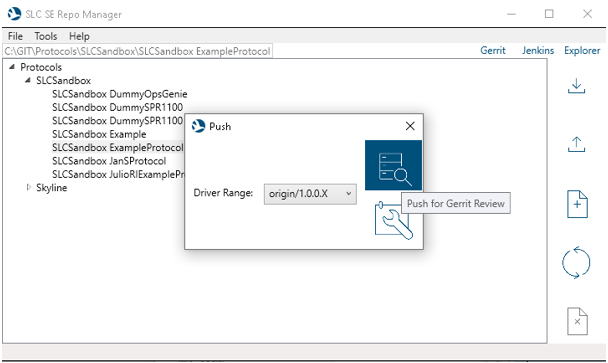 SLC SE Repo Manager
File Tools Help
C:\GIT\Protocols\SLCSandbox\SLCSandbox ExampleProtocol
Gerrit Jenkins Explorer
Protocols
SLCSandbox
SLCSandbox DummyOpsGenie
SLCSandbox DummySPR1100
SLCSandbox DummySPR1100
SLCSandbox Example
SLCSandbox ExampleProtocol
SLCSandbox JanSProtocol
SLCSandbox JulioRIExamplePr
Skyline
Push
Driver Range: origin/1.0.0.X
Push for Gerrit Review